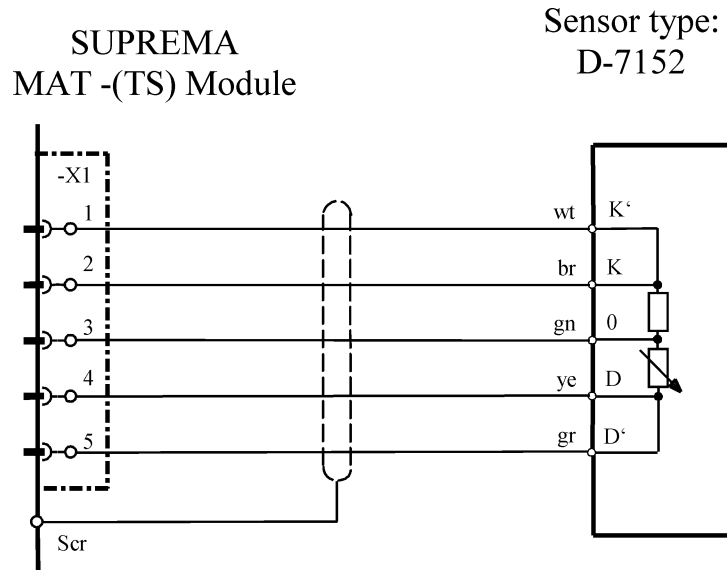 SUPREMA
MAT -(TS) Module
Sensor type:
D-7152
-X1
1
wt K‘
2
br K
3
gn 0
4
ye D
5
gr D‘
Scr